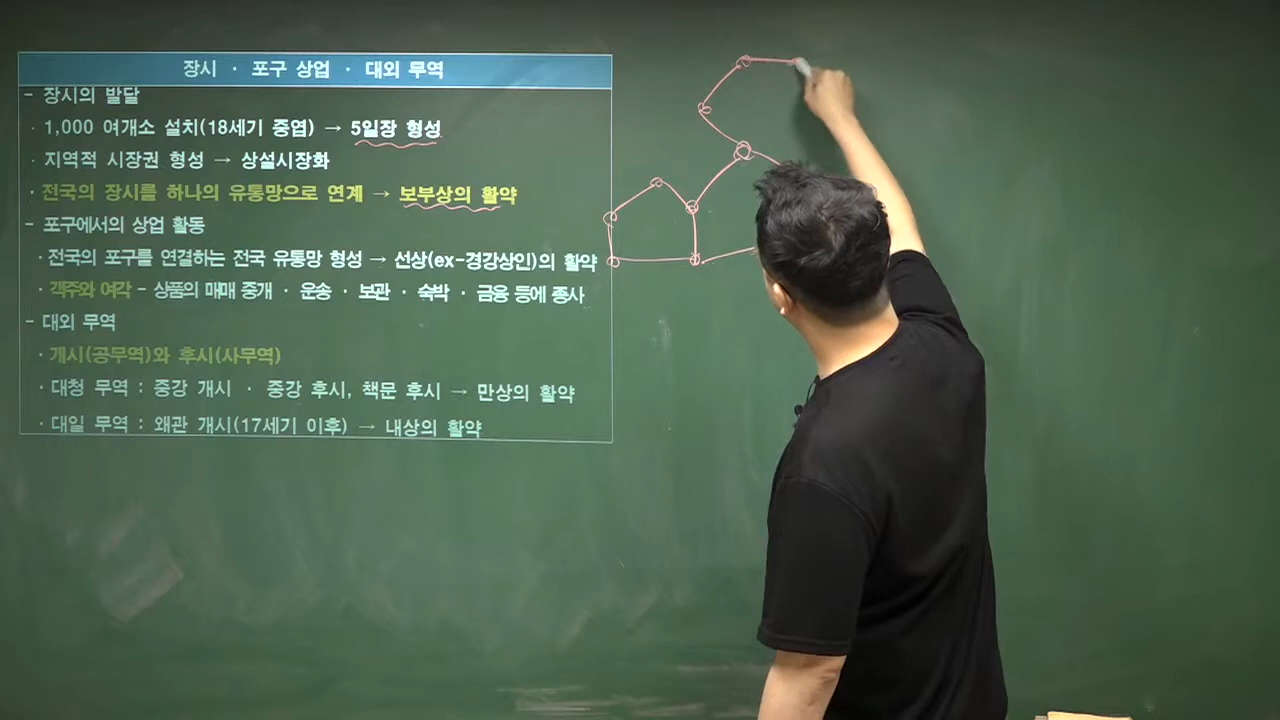 장시 · 포구 상업 · 대외 무역
- 장시의 발달
· 1,000 여개소 설치(18세기 중엽) → 5일장 형성
· 지역적 시장권 형성 → 상설시장화
· 전국의 장시를 하나의 유통망으로 연계 → 보부상의 활약
- 포구에서의 상업 활동
· 전국의 포구를 연결하는 전국 유통망 형성 → 선상(ex-경강상인)의 활약
· 객주와 여각 - 상품의 매매 중개 · 운송 · 보관 · 숙박 · 금융 등에 종사
- 대외 무역
· 개시(공무역)와 후시(사무역)
· 대청 무역 : 중강 개시 · 중강 후시, 책문 후시 → 만상의 활약
· 대일 무역 : 왜관 개시(17세기 이후) → 내상의 활약